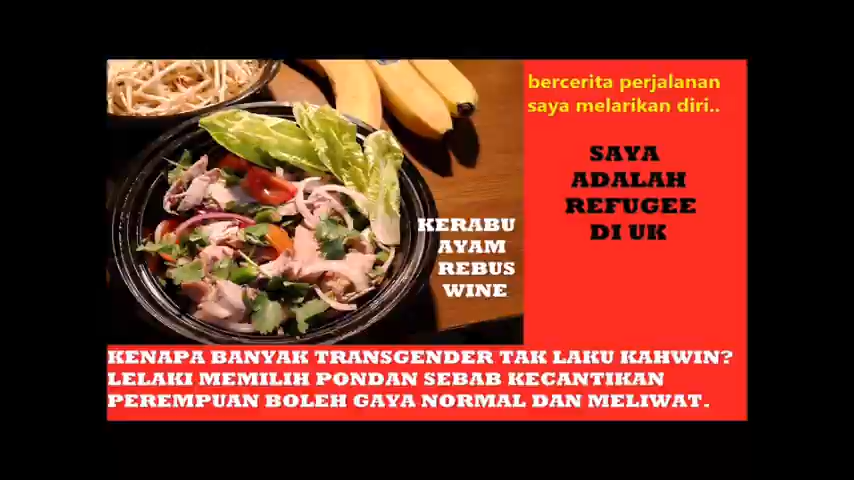 bercerita perjalanan
saya melarikan diri..
SAYA
ADALAH
REFUGEE
DI UK
KERABU
AYAM
REBUS
WINE
KENAPA BANYAK TRANSGENDER TAK LAKU KAHWIN?
LELAKI MEMILIH PONDAN SEBAB KECANTIKAN
PEREMPUAN BOLEH GAYA NORMAL DAN MELIWAT.